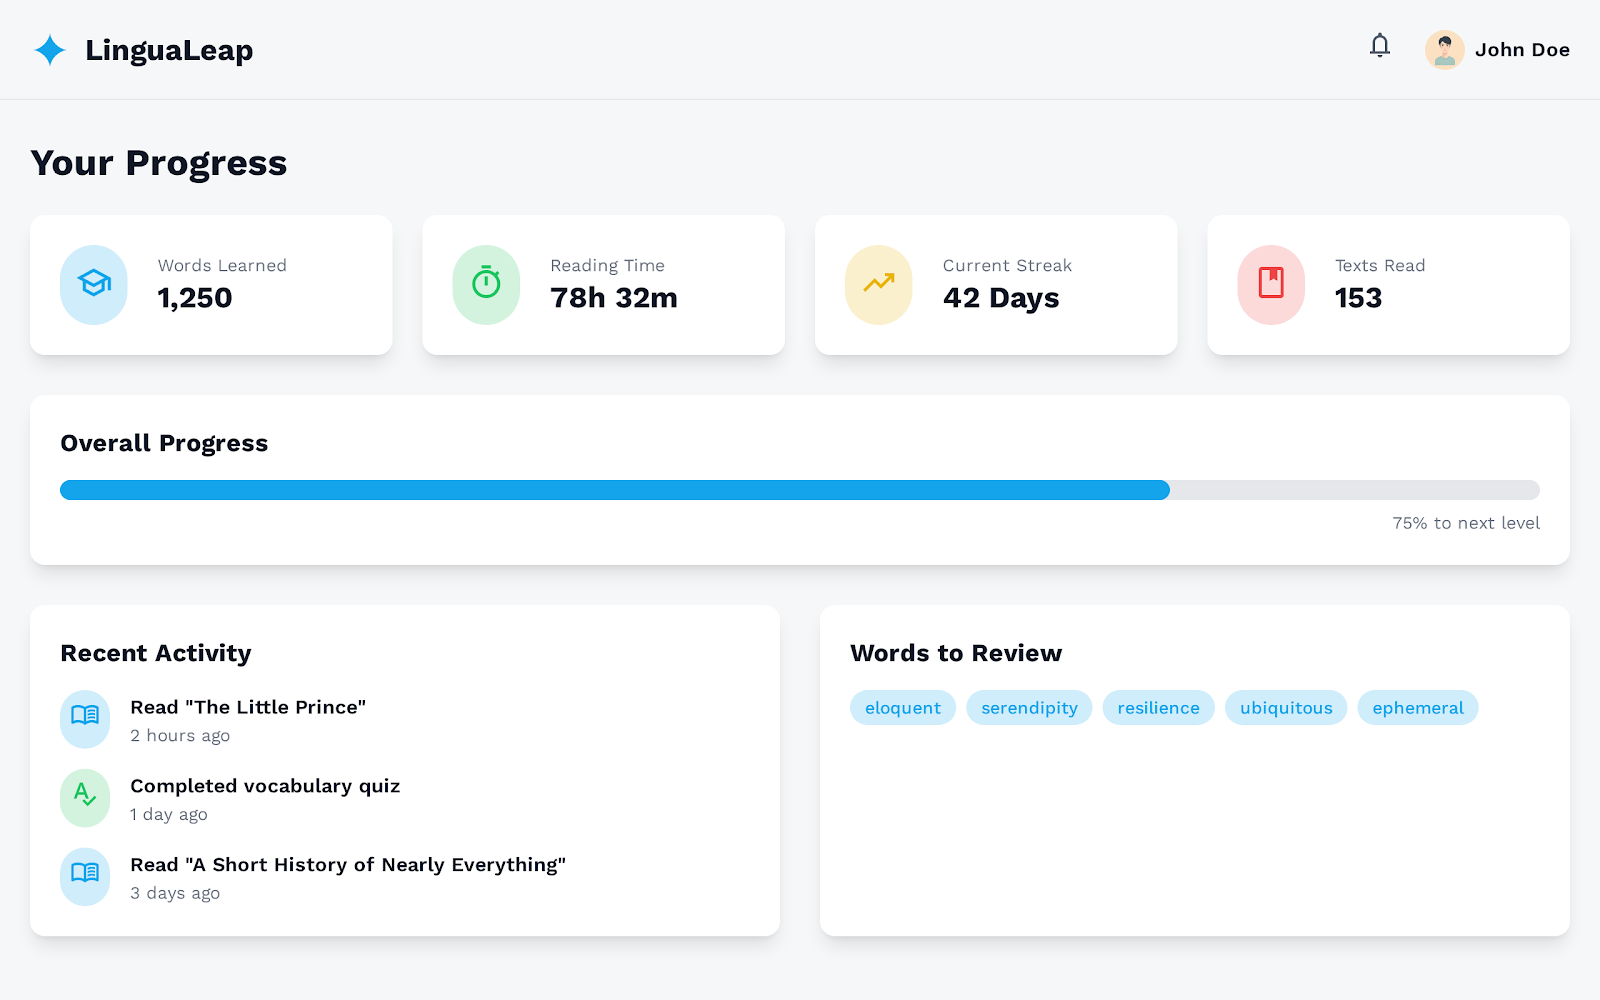 LinguaLeap
John Doe
Your Progress
Words Learned
1,250
Reading Time
78h 32m
Current Streak
42 Days
Texts Read
153
Overall Progress
75% to next level
Recent Activity
Read "The Little Prince"
2 hours ago
Completed vocabulary quiz
1 day ago
Read "A Short History of Nearly Everything"
3 days ago
Words to Review
eloquent serendipity resilience ubiquitous ephemeral